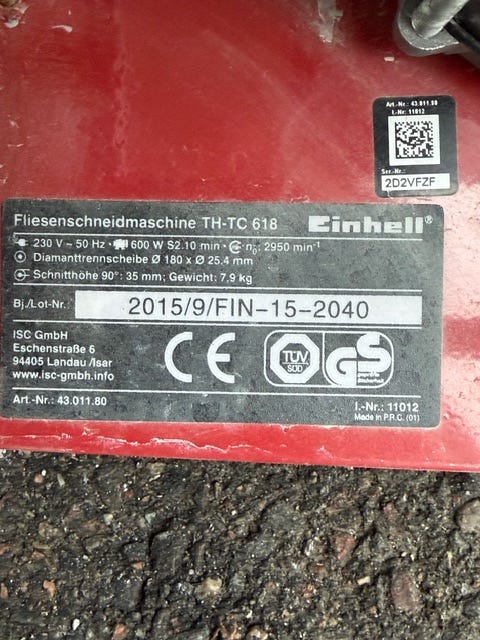 Art.-Nr.: 43.011.80
I.-Nr.: 11012
Ser.-Nr.:
2D2VFZF
Fliesenschneidmaschine TH-TC 618 Einhell®
230 V ~ 50 Hz · 600 W S2.10 min · n₀: 2950 min⁻¹
Diamanttrennscheibe Ø 180 x Ø 25.4 mm
Schnitthöhe 90°: 35 mm; Gewicht: 7,9 kg
Bj./Lot-Nr.: 2015/9/FIN-15-2040
ISC GmbH
Eschenstraße 6
94405 Landau /Isar
www.isc-gmbh.info
CE
TÜV
SÜD
GS
Art.-Nr.: 43.011.80 I.-Nr.: 11012
Made in P.R.C. (01)